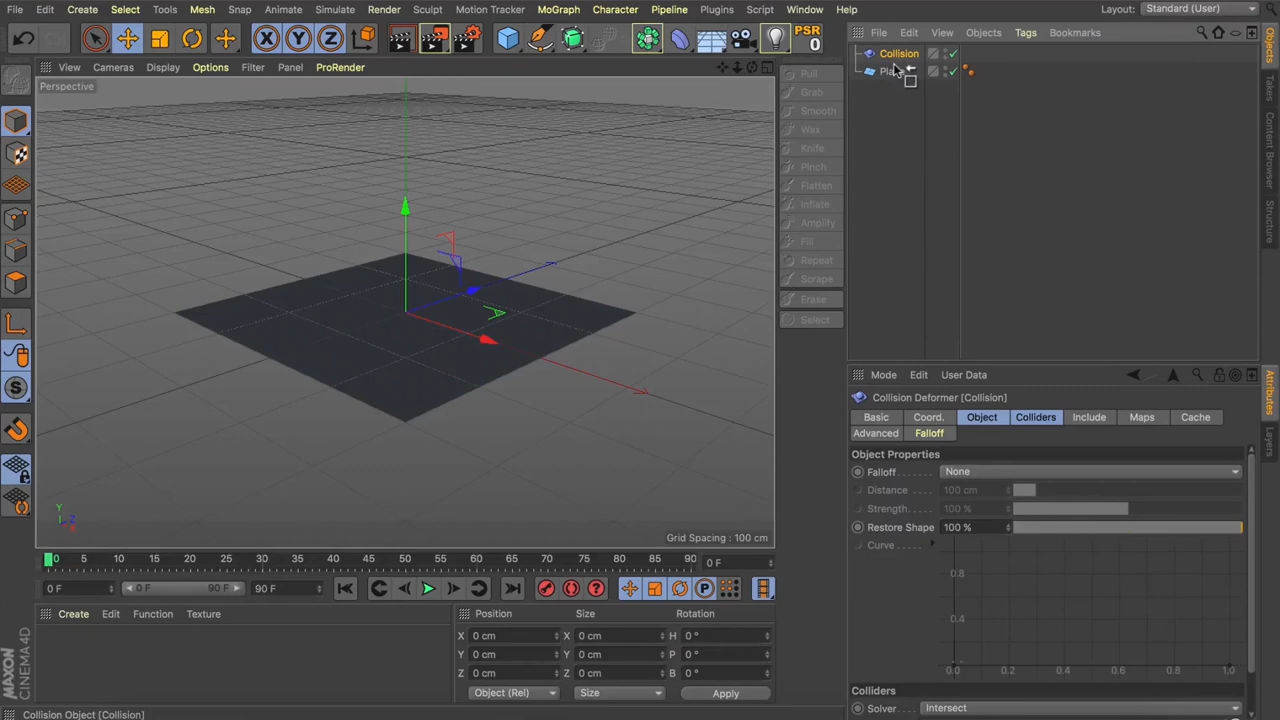 File Edit Create Select Tools Mesh Snap Animate Simulate Render Sculpt Motion Tracker MoGraph Character Pipeline Plugins Script Window Help Layout: Standard (User)
X Y Z PSR 0
File Edit View Objects Tags Bookmarks
Collision
View Cameras Display Options Filter Panel ProRender
Perspective
Pull
Grab
Smooth
Wax
Knife
Pinch
Flatten
Inflate
Amplify
Fill
Repeat
Scrape
Erase
Select
Objects
Takes
Content Browser
Structure
Y
Z
X
Grid Spacing : 100 cm
Mode Edit User Data
Collision Deformer [Collision]
Basic Coord. Object Colliders Include Maps Cache
Advanced Falloff
Object Properties
Falloff . . . . . . . None
Distance . . . . 100 cm
Strength. . . . . 100 %
Restore Shape 100 %
Curve . . . .
0.8
0.4
0.0 0.2 0.4 0.6 0.8 1.0
Colliders
Solver . . . Intersect
Attributes
Layers
0 5 10 15 20 25 30 35 40 45 50 55 60 65 70 75 80 85 90 0 F
0 F 0 F 90 F 90 F
P
Create Edit Function Texture
Position Size Rotation
X 0 cm X 0 cm H 0 °
Y 0 cm Y 0 cm P 0 °
Z 0 cm Z 0 cm B 0 °
Object (Rel) Size Apply
MAXON
CINEMA4D
Collision Object [Collision]